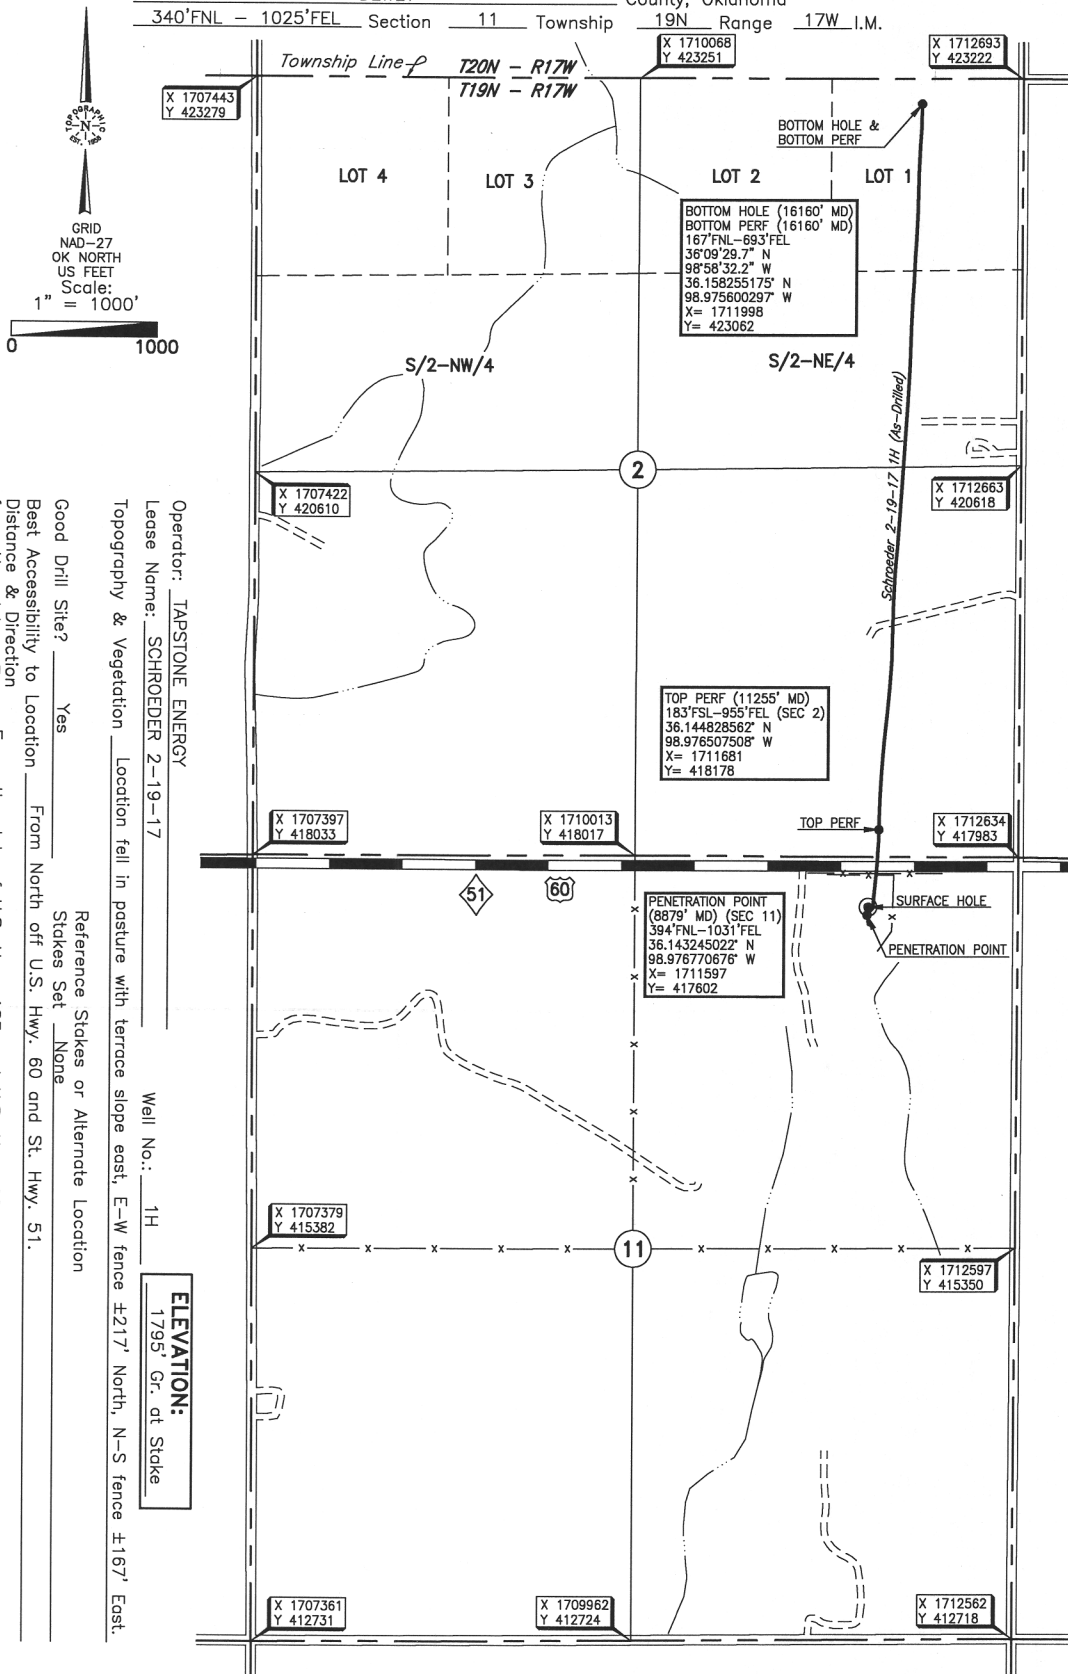 County, Oklahoma
340'FNL – 1025'FEL Section 11 Township 19N Range 17W I.M.
Township Line
T20N – R17W
T19N – R17W
X 1710068
Y 423251
X 1712693
Y 423222
X 1707443
Y 423279
TOPOGRAPHIC
N
EST. 1956
GRID
NAD–27
OK NORTH
US FEET
Scale:
1" = 1000'
0 1000
BOTTOM HOLE &
BOTTOM PERF
LOT 4
LOT 3
LOT 2
LOT 1
BOTTOM HOLE (16160' MD)
BOTTOM PERF (16160' MD)
167'FNL–693'FEL
36°09'29.7" N
98°58'32.2" W
36.158255175° N
98.975600297° W
X= 1711998
Y= 423062
S/2–NW/4
S/2–NE/4
Schroeder 2–19–17 1H (As–Drilled)
2
X 1707422
Y 420610
X 1712663
Y 420618
TOP PERF (11255' MD)
183'FSL–955'FEL (SEC 2)
36.144828562° N
98.976507508° W
X= 1711681
Y= 418178
TOP PERF
X 1707397
Y 418033
X 1710013
Y 418017
X 1712634
Y 417983
51
60
PENETRATION POINT
(8879' MD) (SEC 11)
394'FNL–1031'FEL
36.143245022° N
98.976770676° W
X= 1711597
Y= 417602
SURFACE HOLE
PENETRATION POINT
X 1707379
Y 415382
11
X 1712597
Y 415350
X 1707361
Y 412731
X 1709962
Y 412724
X 1712562
Y 412718
Operator: TAPSTONE ENERGY
Lease Name: SCHROEDER 2–19–17 Well No.: 1H
ELEVATION:
1795' Gr. at Stake
Topography & Vegetation Location fell in pasture with terrace slope east, E–W fence ±217' North, N–S fence ±167' East.
Reference Stakes or Alternate Location
Good Drill Site? Yes Stakes Set None
Best Accessibility to Location From North off U.S. Hwy. 60 and St. Hwy. 51.
Distance & Direction